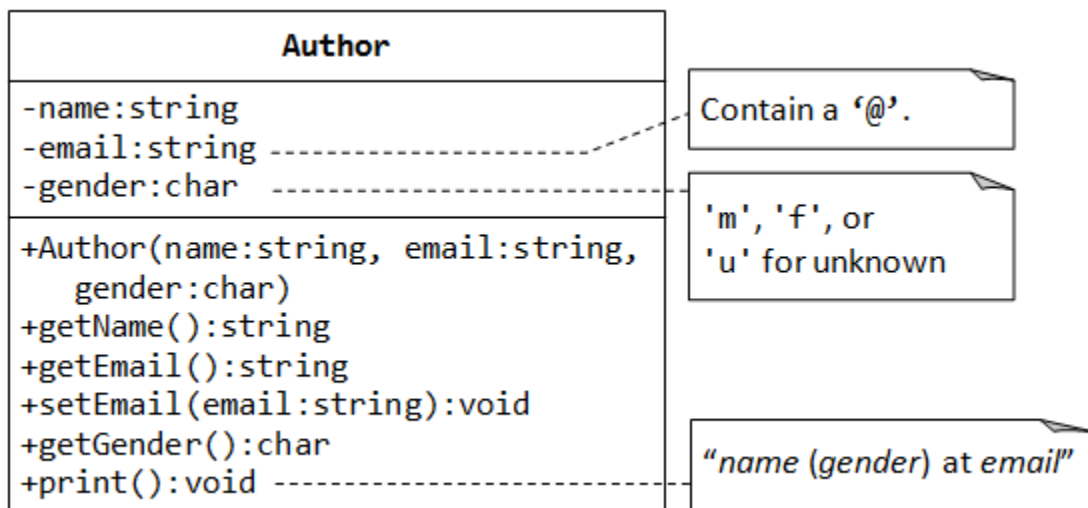 Author
-name:string
-email:string
-gender:char
+Author(name:string, email:string,
gender:char)
+getName():string
+getEmail():string
+setEmail(email:string):void
+getGender():char
+print():void
Contain a ‘@’.
'm', 'f', or
'u' for unknown
“name (gender) at email”